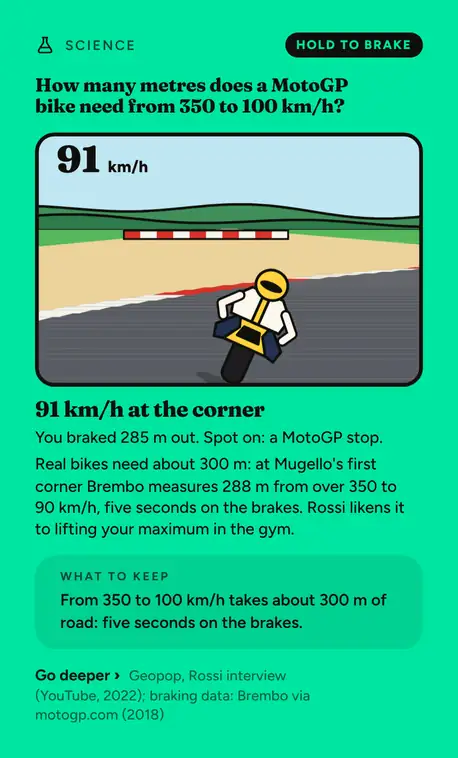 SCIENCE
HOLD TO BRAKE
How many metres does a MotoGP
bike need from 350 to 100 km/h?
91 km/h
91 km/h at the corner
You braked 285 m out. Spot on: a MotoGP stop.
Real bikes need about 300 m: at Mugello's first
corner Brembo measures 288 m from over 350 to
90 km/h, five seconds on the brakes. Rossi likens it
to lifting your maximum in the gym.
WHAT TO KEEP
From 350 to 100 km/h takes about 300 m of
road: five seconds on the brakes.
Go deeper › Geopop, Rossi interview
(YouTube, 2022); braking data: Brembo via
motogp.com (2018)